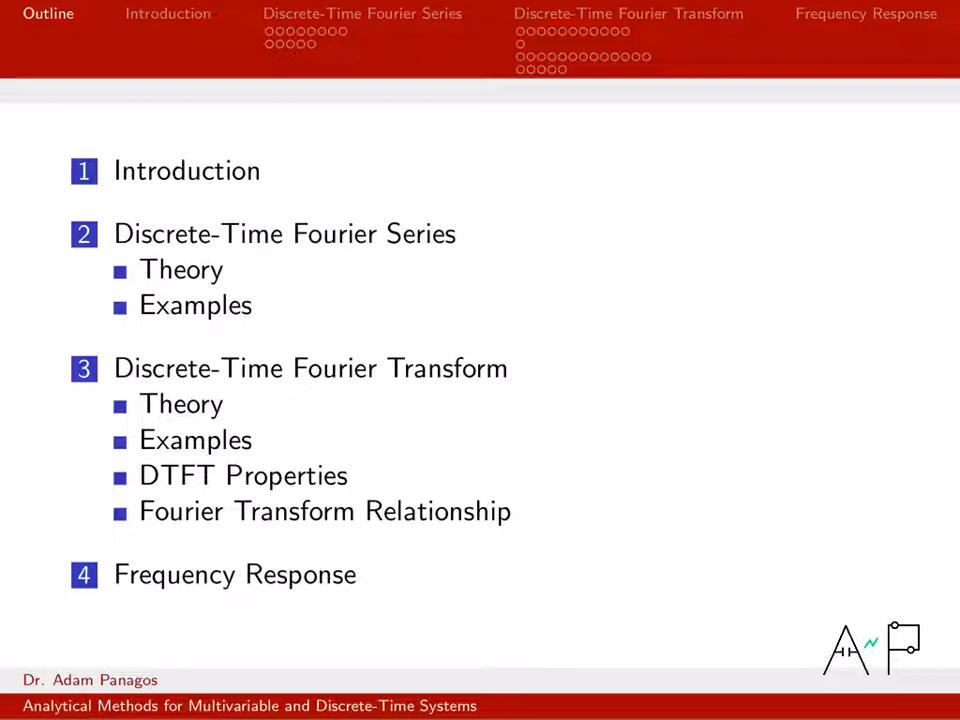 Outline Introduction Discrete-Time Fourier Series Discrete-Time Fourier Transform Frequency Response
1 Introduction
2 Discrete-Time Fourier Series
Theory
Examples
3 Discrete-Time Fourier Transform
Theory
Examples
DTFT Properties
Fourier Transform Relationship
4 Frequency Response
AP
Dr. Adam Panagos
Analytical Methods for Multivariable and Discrete-Time Systems